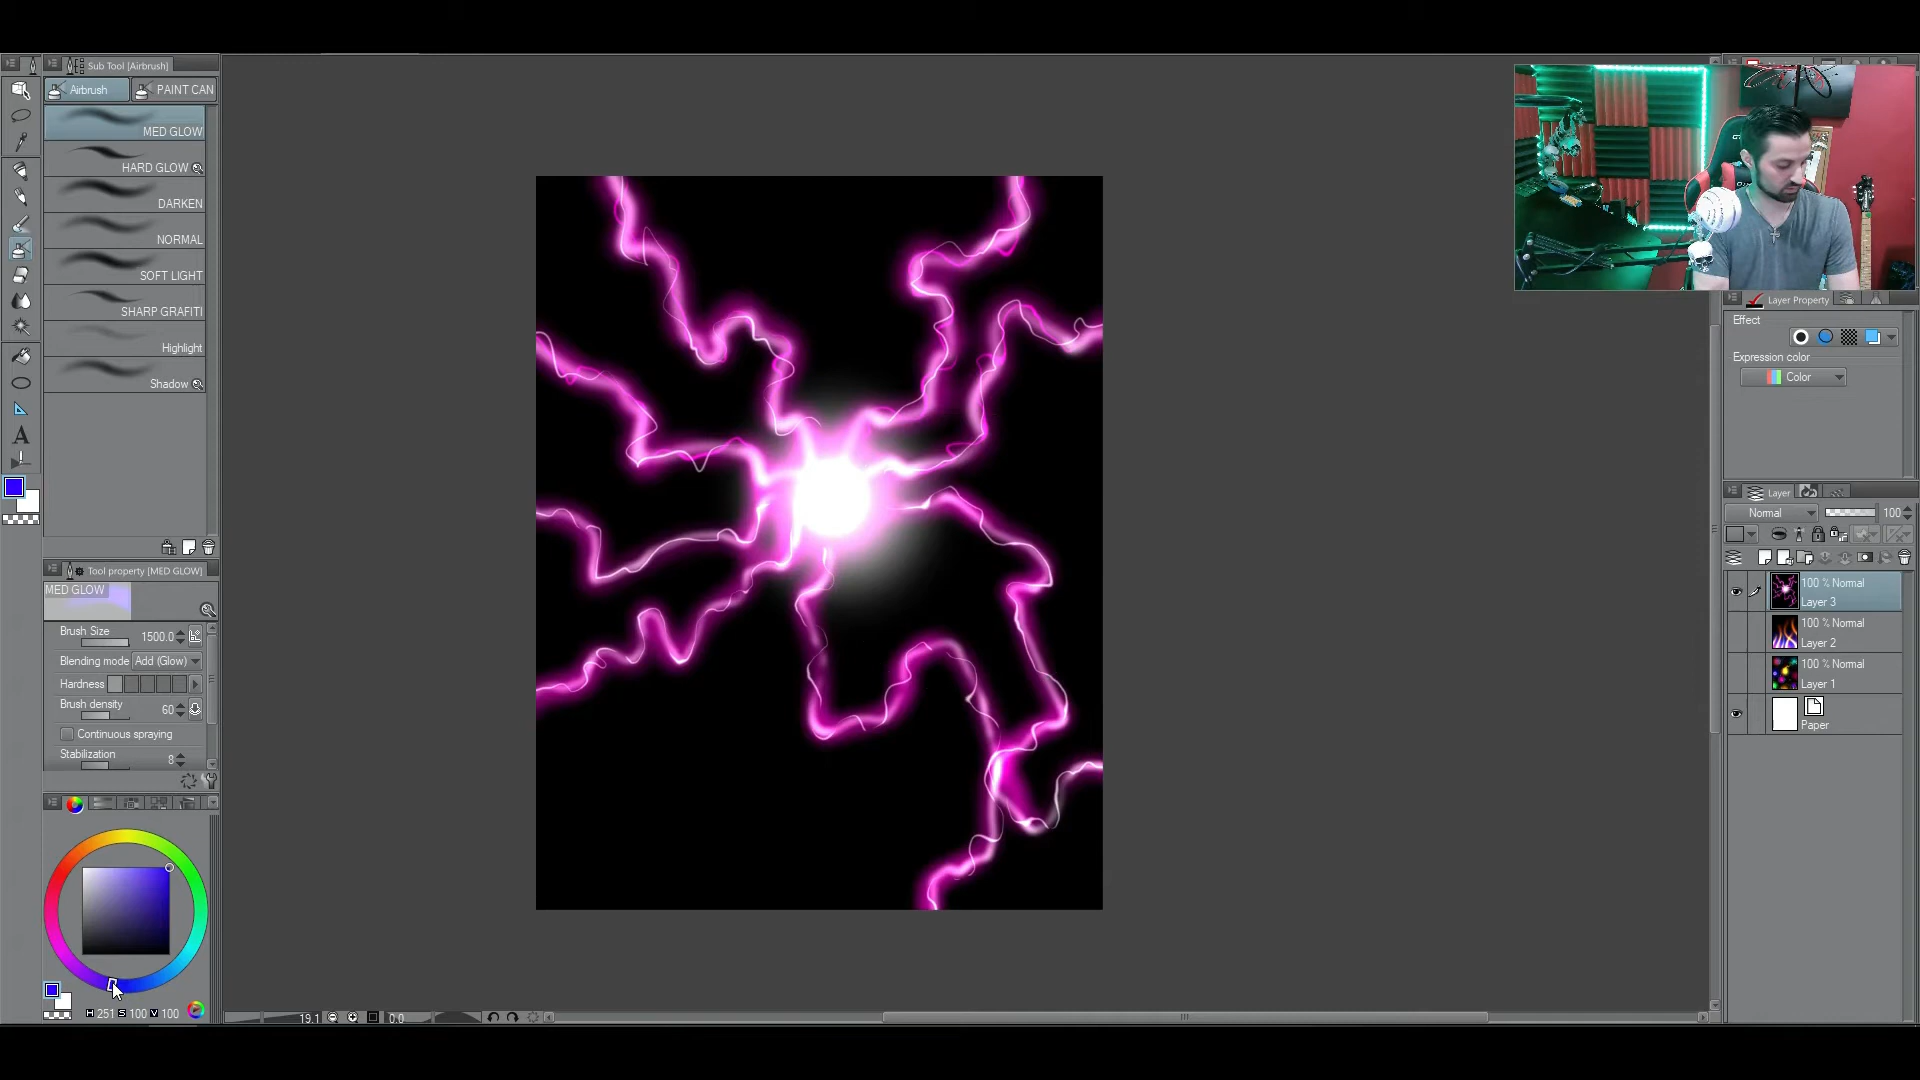 Sub Tool [Airbrush]
Airbrush
PAINT CAN
MED GLOW
HARD GLOW
DARKEN
NORMAL
SOFT LIGHT
SHARP GRAFITI
Highlight
Shadow
A
Tool property [MED GLOW]
MED GLOW
Brush Size 1500.0
Blending mode Add (Glow)
Hardness
Brush density 60
Continuous spraying
Stabilization 8
H 251 S 100 V 100
19.1
0.0
Layer Property
Effect
Expression color
Color
Layer
Normal 100
100 % Normal
Layer 3
100 % Normal
Layer 2
100 % Normal
Layer 1
Paper